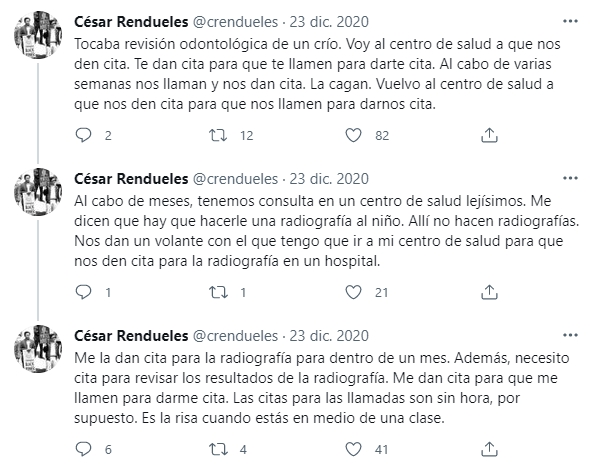 César Rendueles @crendueles · 23 dic. 2020
Tocaba revisión odontológica de un crío. Voy al centro de salud a que nos
den cita. Te dan cita para que te llamen para darte cita. Al cabo de varias
semanas nos llaman y nos dan cita. La cagan. Vuelvo al centro de salud a
que nos den cita para que nos llamen para darnos cita.
2 12 82
César Rendueles @crendueles · 23 dic. 2020
Al cabo de meses, tenemos consulta en un centro de salud lejísimos. Me
dicen que hay que hacerle una radiografía al niño. Allí no hacen radiografías.
Nos dan un volante con el que tengo que ir a mi centro de salud para que
nos den cita para la radiografía en un hospital.
1 1 21
César Rendueles @crendueles · 23 dic. 2020
Me la dan cita para la radiografía para dentro de un mes. Además, necesito
cita para revisar los resultados de la radiografía. Me dan cita para que me
llamen para darme cita. Las citas para las llamadas son sin hora, por
supuesto. Es la risa cuando estás en medio de una clase.
6 4 41